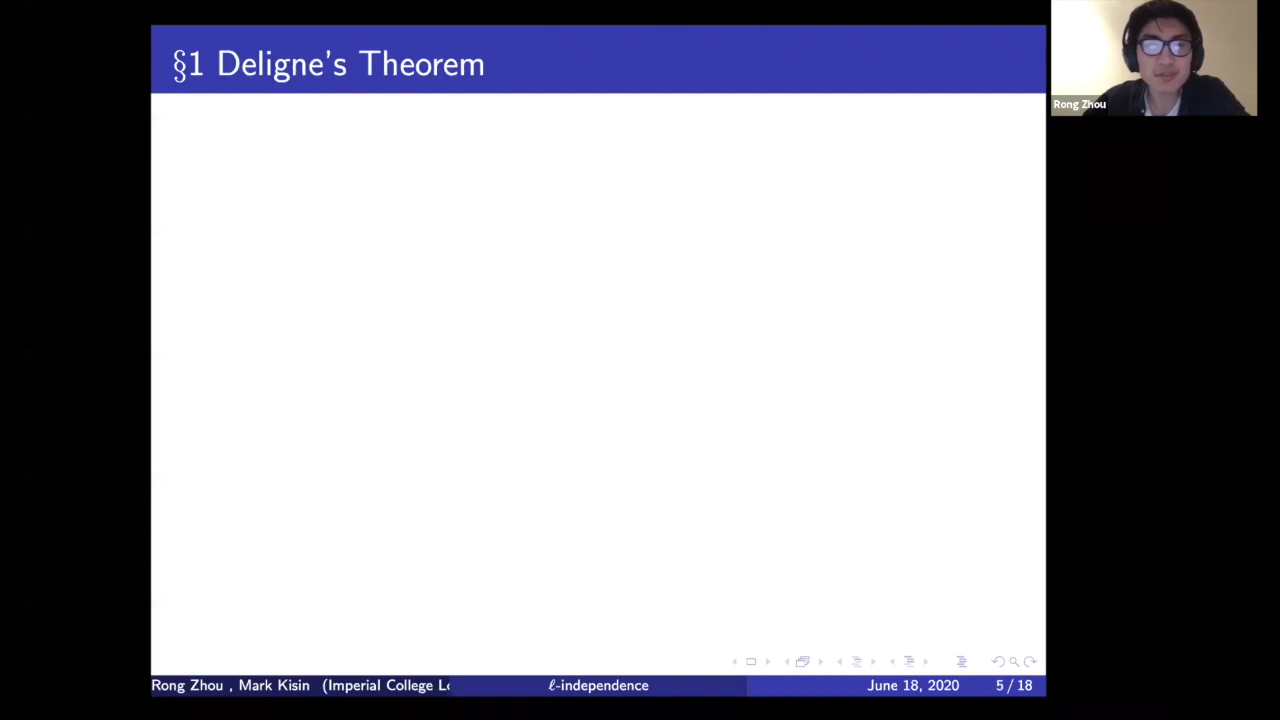 §1 Deligne's Theorem
Rong Zhou
Rong Zhou , Mark Kisin (Imperial College Lo
ℓ-independence
June 18, 2020
5 / 18